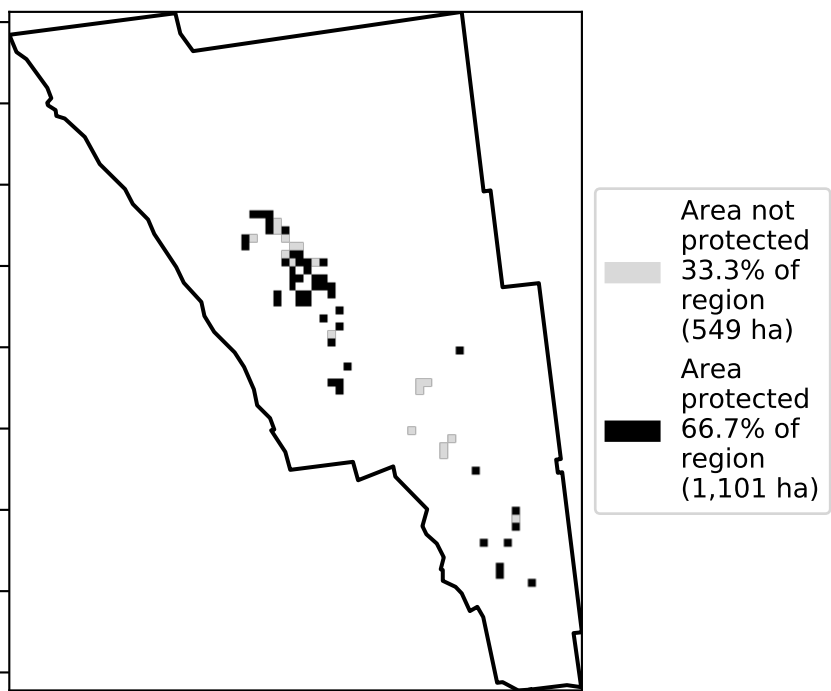 Area not
protected
33.3% of
region
(549 ha)
Area
protected
66.7% of
region
(1,101 ha)